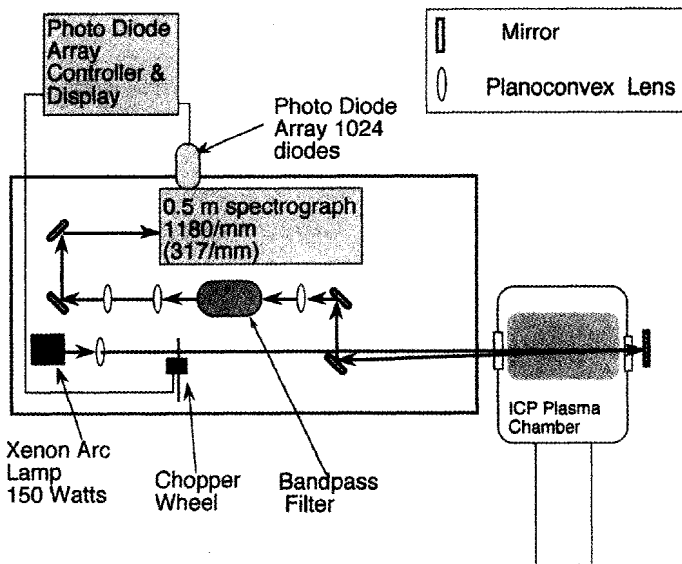 Photo Diode
Array
Controller &
Display
Mirror
Planoconvex Lens
Photo Diode
Array 1024
diodes
0.5 m spectrograph
1180/mm
(317/mm)
ICP Plasma
Chamber
Xenon Arc
Lamp
150 Watts
Chopper
Wheel
Bandpass
Filter